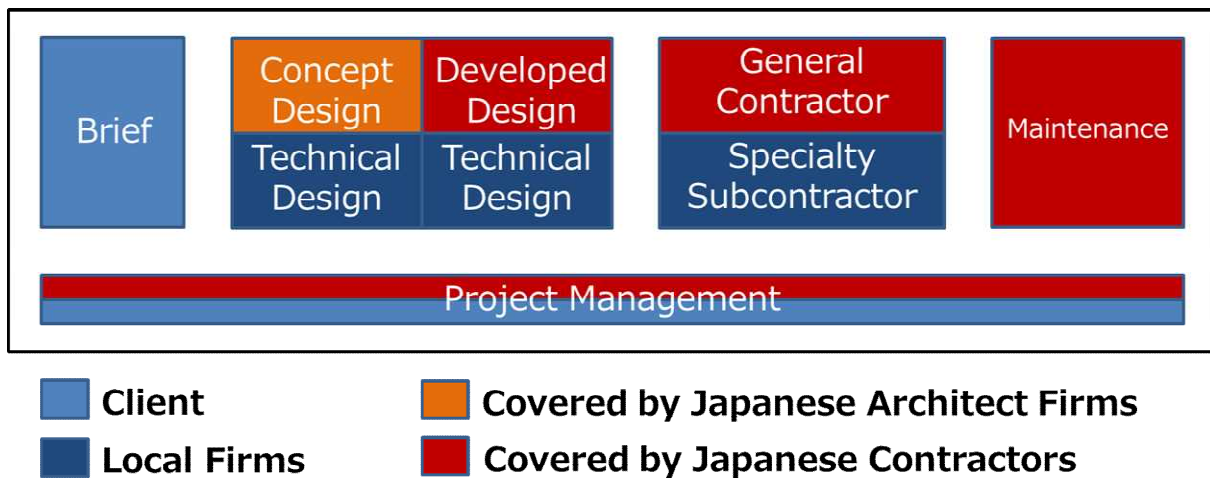 Brief
Concept
Design
Developed
Design
Technical
Design
Technical
Design
General
Contractor
Specialty
Subcontractor
Maintenance
Project Management
Client
Covered by Japanese Architect Firms
Local Firms
Covered by Japanese Contractors